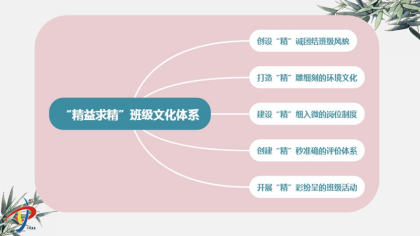 创设“精”诚团结班级风貌
打造“精”雕细刻的环境文化
“精益求精”班级文化体系
建设“精”细入微的岗位制度
创建“精”秒准确的评价体系
开展“精”彩纷呈的班级活动